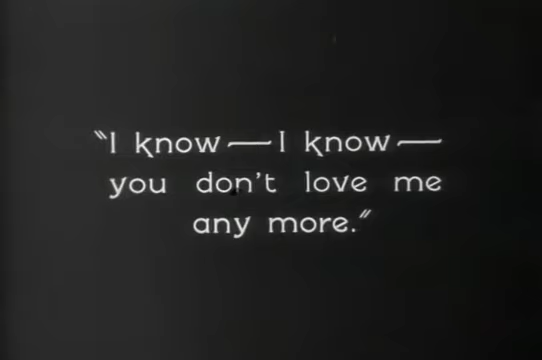 "I know — I know —
you don't love me
any more."